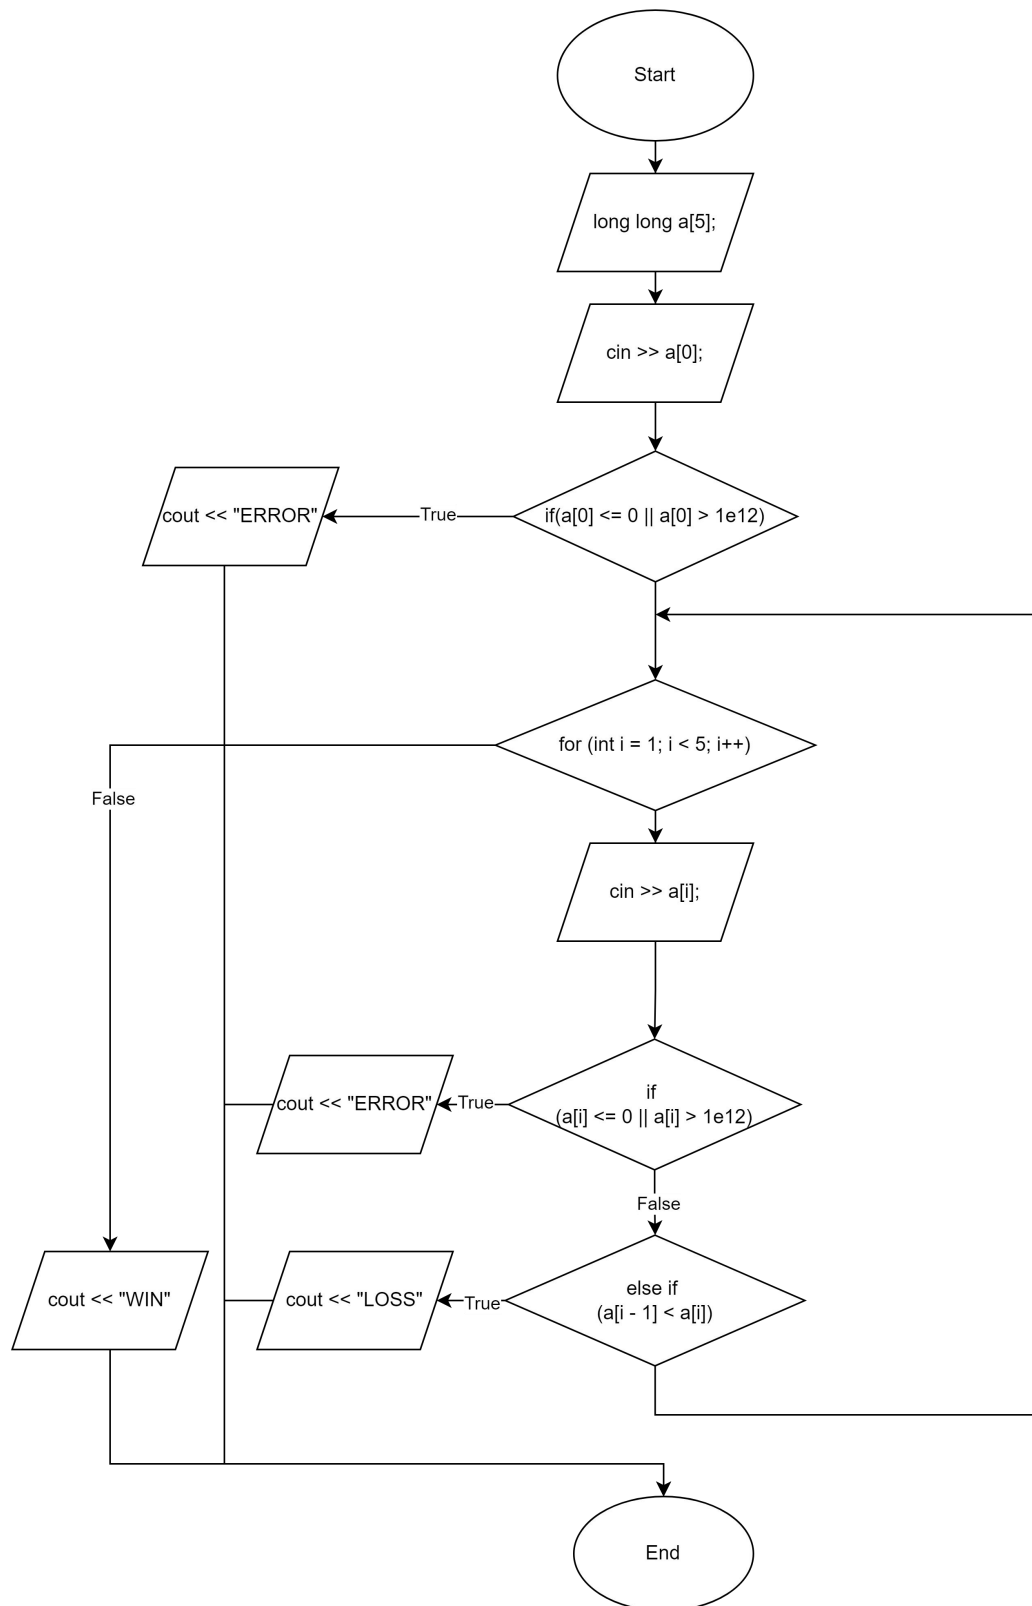 Start
long long a[5];
cin >> a[0];
if(a[0] <= 0 || a[0] > 1e12)
True
cout << "ERROR"
for (int i = 1; i < 5; i++)
False
cin >> a[i];
if
(a[i] <= 0 || a[i] > 1e12)
True
cout << "ERROR"
False
else if
(a[i - 1] < a[i])
True
cout << "LOSS"
cout << "WIN"
End